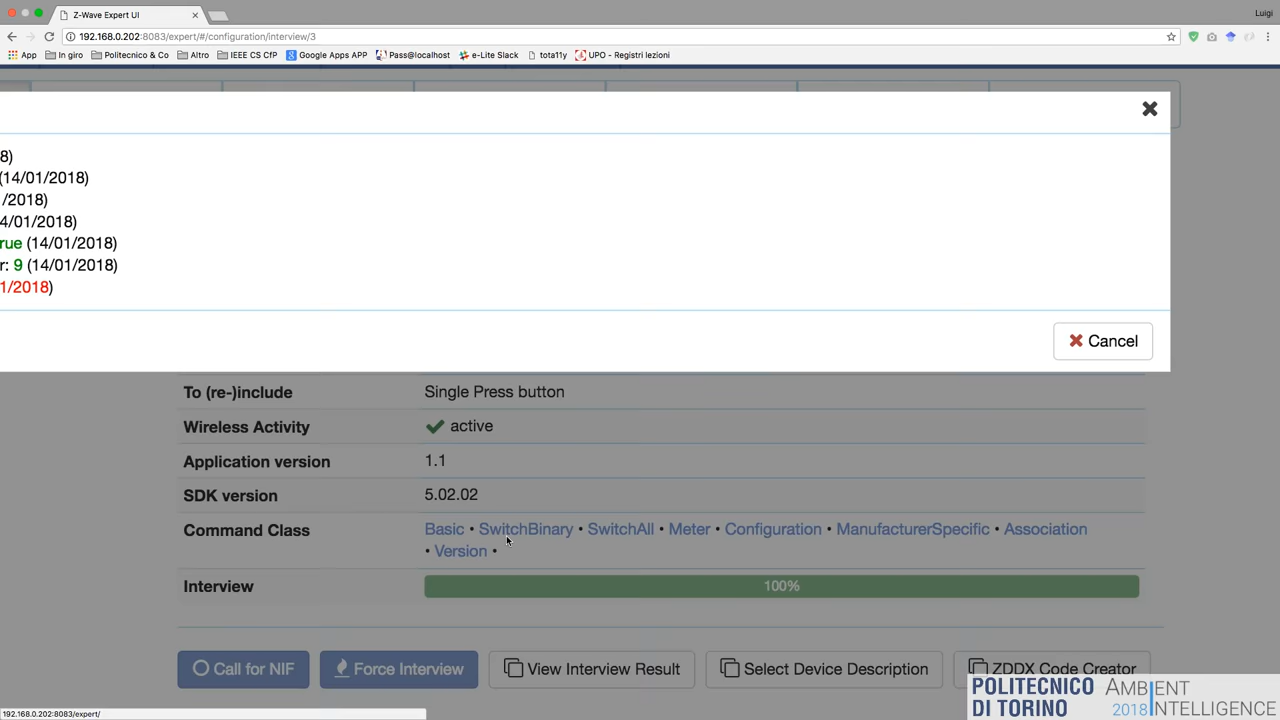 Z-Wave Expert UI
Luigi
192.168.0.202:8083/expert/#/configuration/interview/3
App In giro Politecnico & Co Altro IEEE CS CfP Google Apps APP Pass@localhost e-Lite Slack tota11y UPO - Registri lezioni
8)
(14/01/2018)
/2018)
4/01/2018)
rue (14/01/2018)
r: 9 (14/01/2018)
1/2018)
Cancel
To (re-)include Single Press button
Wireless Activity active
Application version 1.1
SDK version 5.02.02
Command Class Basic • SwitchBinary • SwitchAll • Meter • Configuration • ManufacturerSpecific • Association
• Version •
Interview 100%
Call for NIF Force Interview View Interview Result Select Device Description ZDDX Code Creator
POLITECNICO
DI TORINO
AMBIENT
2018 INTELLIGENCE
192.168.0.202:8083/expert/